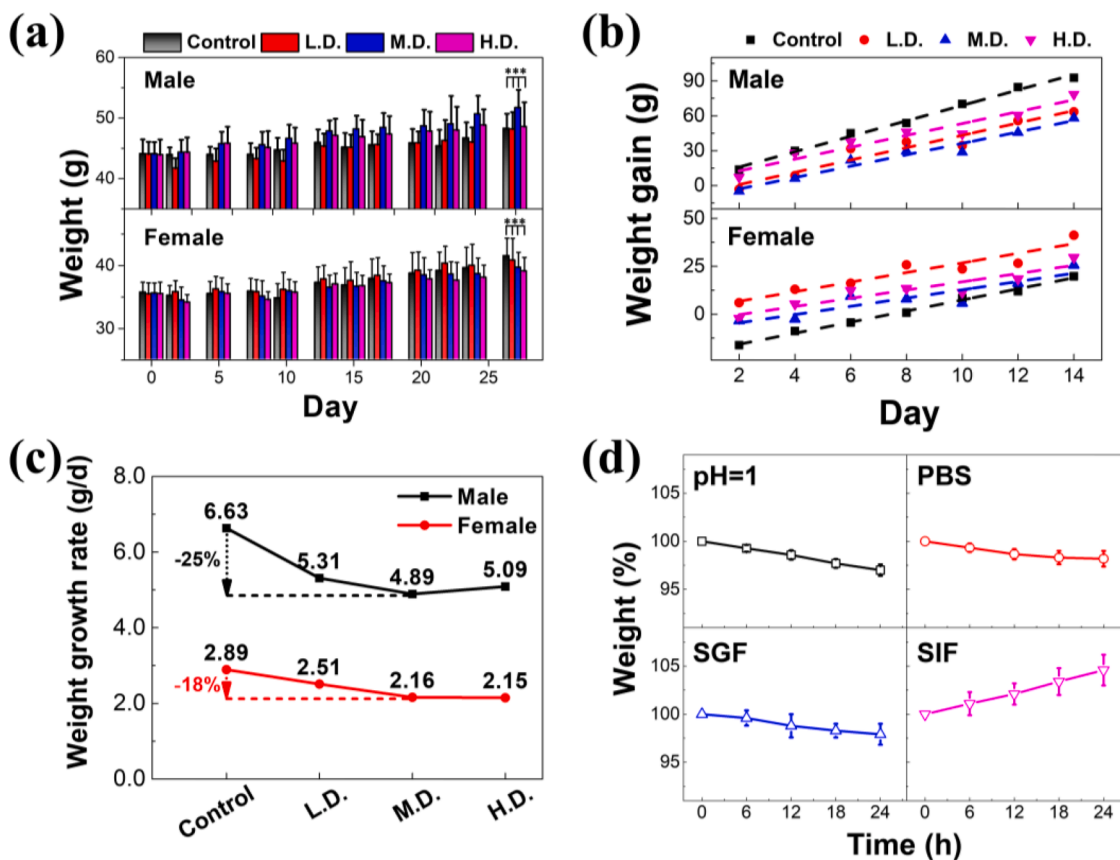 (a)
Control L.D. M.D. H.D.
Male
***
60
50
40
Female
***
40
30
Weight (g)
0 5 10 15 20 25
Day
(b)
Control L.D. M.D. H.D.
Male
90
60
30
0
Female
50
25
0
Weight gain (g)
2 4 6 8 10 12 14
Day
(c)
Weight growth rate (g/d)
8.0
6.0
4.0
2.0
0.0
Male
Female
6.63
5.31
4.89
5.09
-25%
2.89
2.51
2.16
2.15
-18%
Control L.D. M.D. H.D.
(d)
pH=1
PBS
105
100
95
SGF
SIF
105
100
95
Weight (%)
0 6 12 18 24 0 6 12 18 24
Time (h)